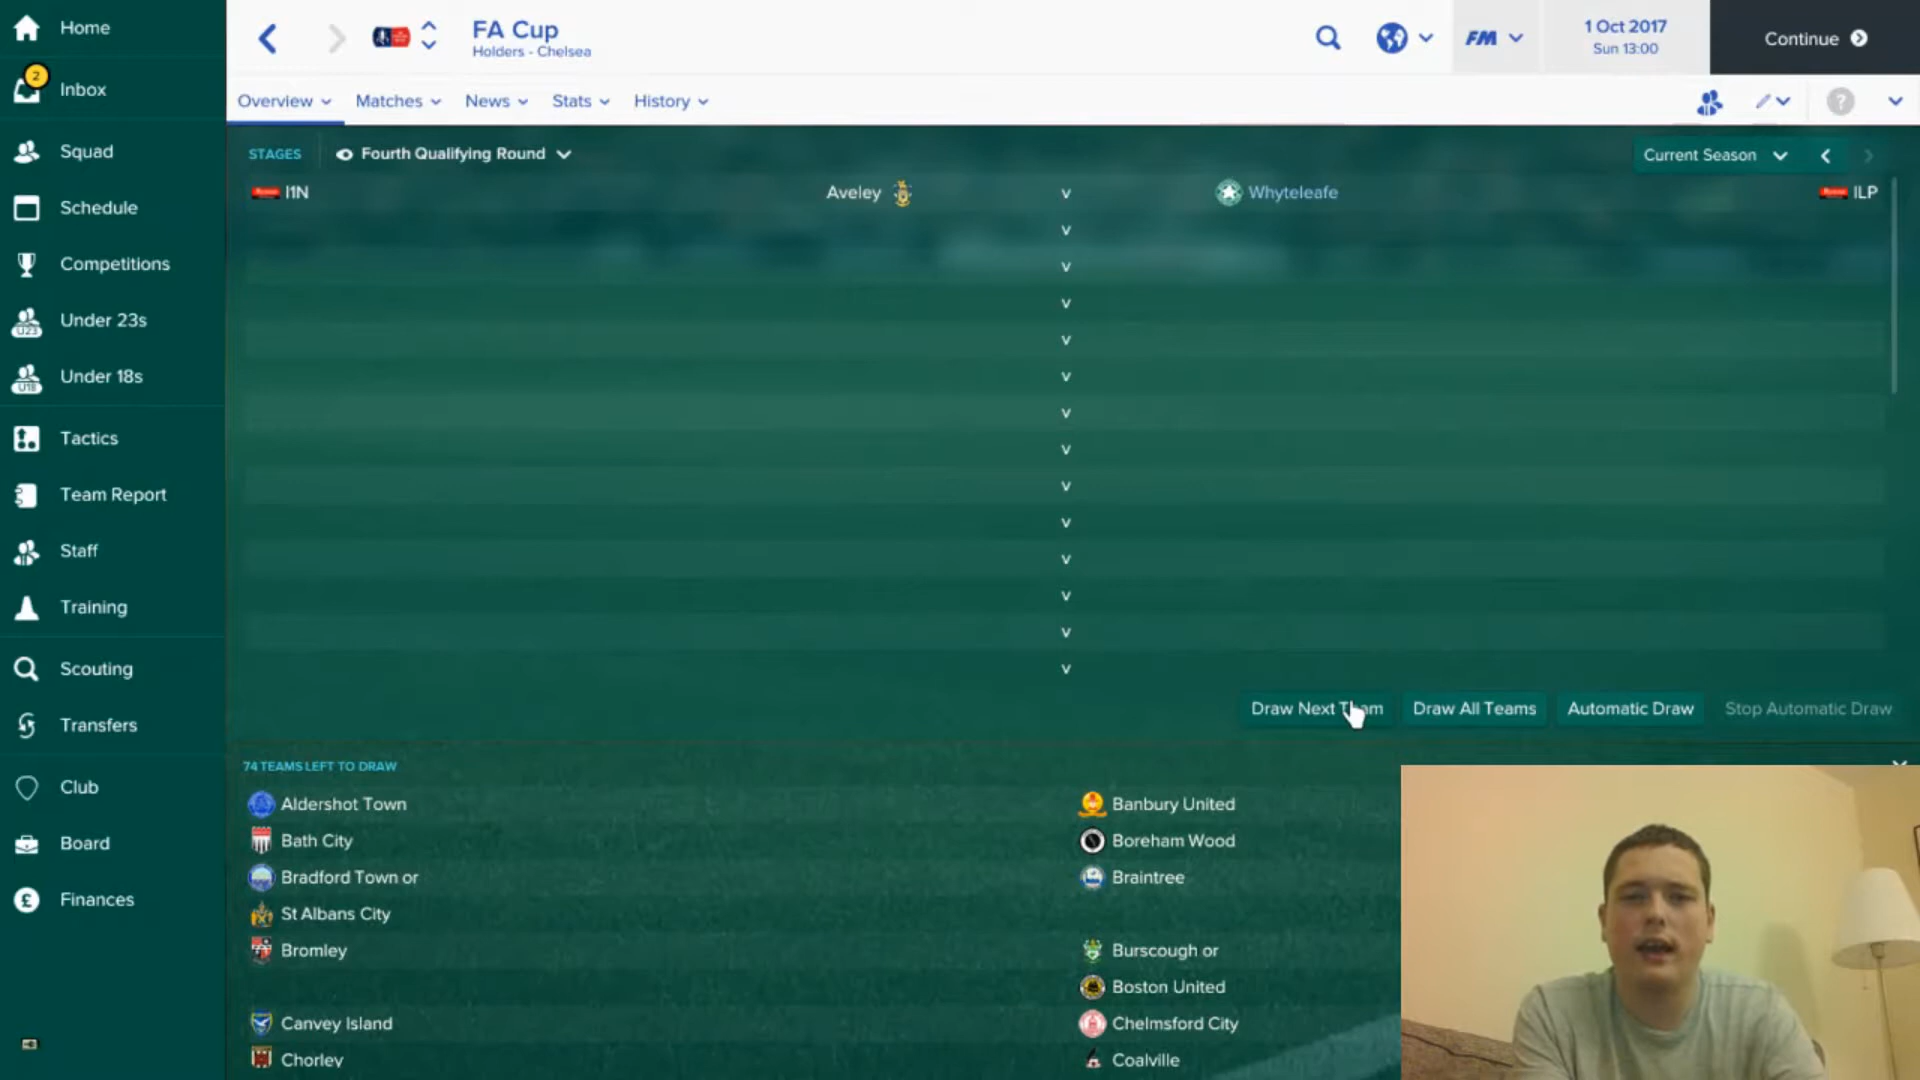 Home
2
Inbox
Squad
Schedule
Competitions
U23
Under 23s
U18
Under 18s
Tactics
Team Report
Staff
Training
Scouting
Transfers
Club
Board
Finances
FA Cup
Holders - Chelsea
FM
1 Oct 2017
Sun 13:00
Continue
Overview
Matches
News
Stats
History
?
STAGES
Fourth Qualifying Round
Current Season
I1N Aveley v Whyteleafe ILP
v
v
v
v
v
v
v
v
v
v
v
v
v
Draw Next Team
Draw All Teams
Automatic Draw
Stop Automatic Draw
74 TEAMS LEFT TO DRAW
Aldershot Town
Banbury United
Bath City
Boreham Wood
Bradford Town or
Braintree
St Albans City
Bromley
Burscough or
Boston United
Canvey Island
Chelmsford City
Chorley
Coalville